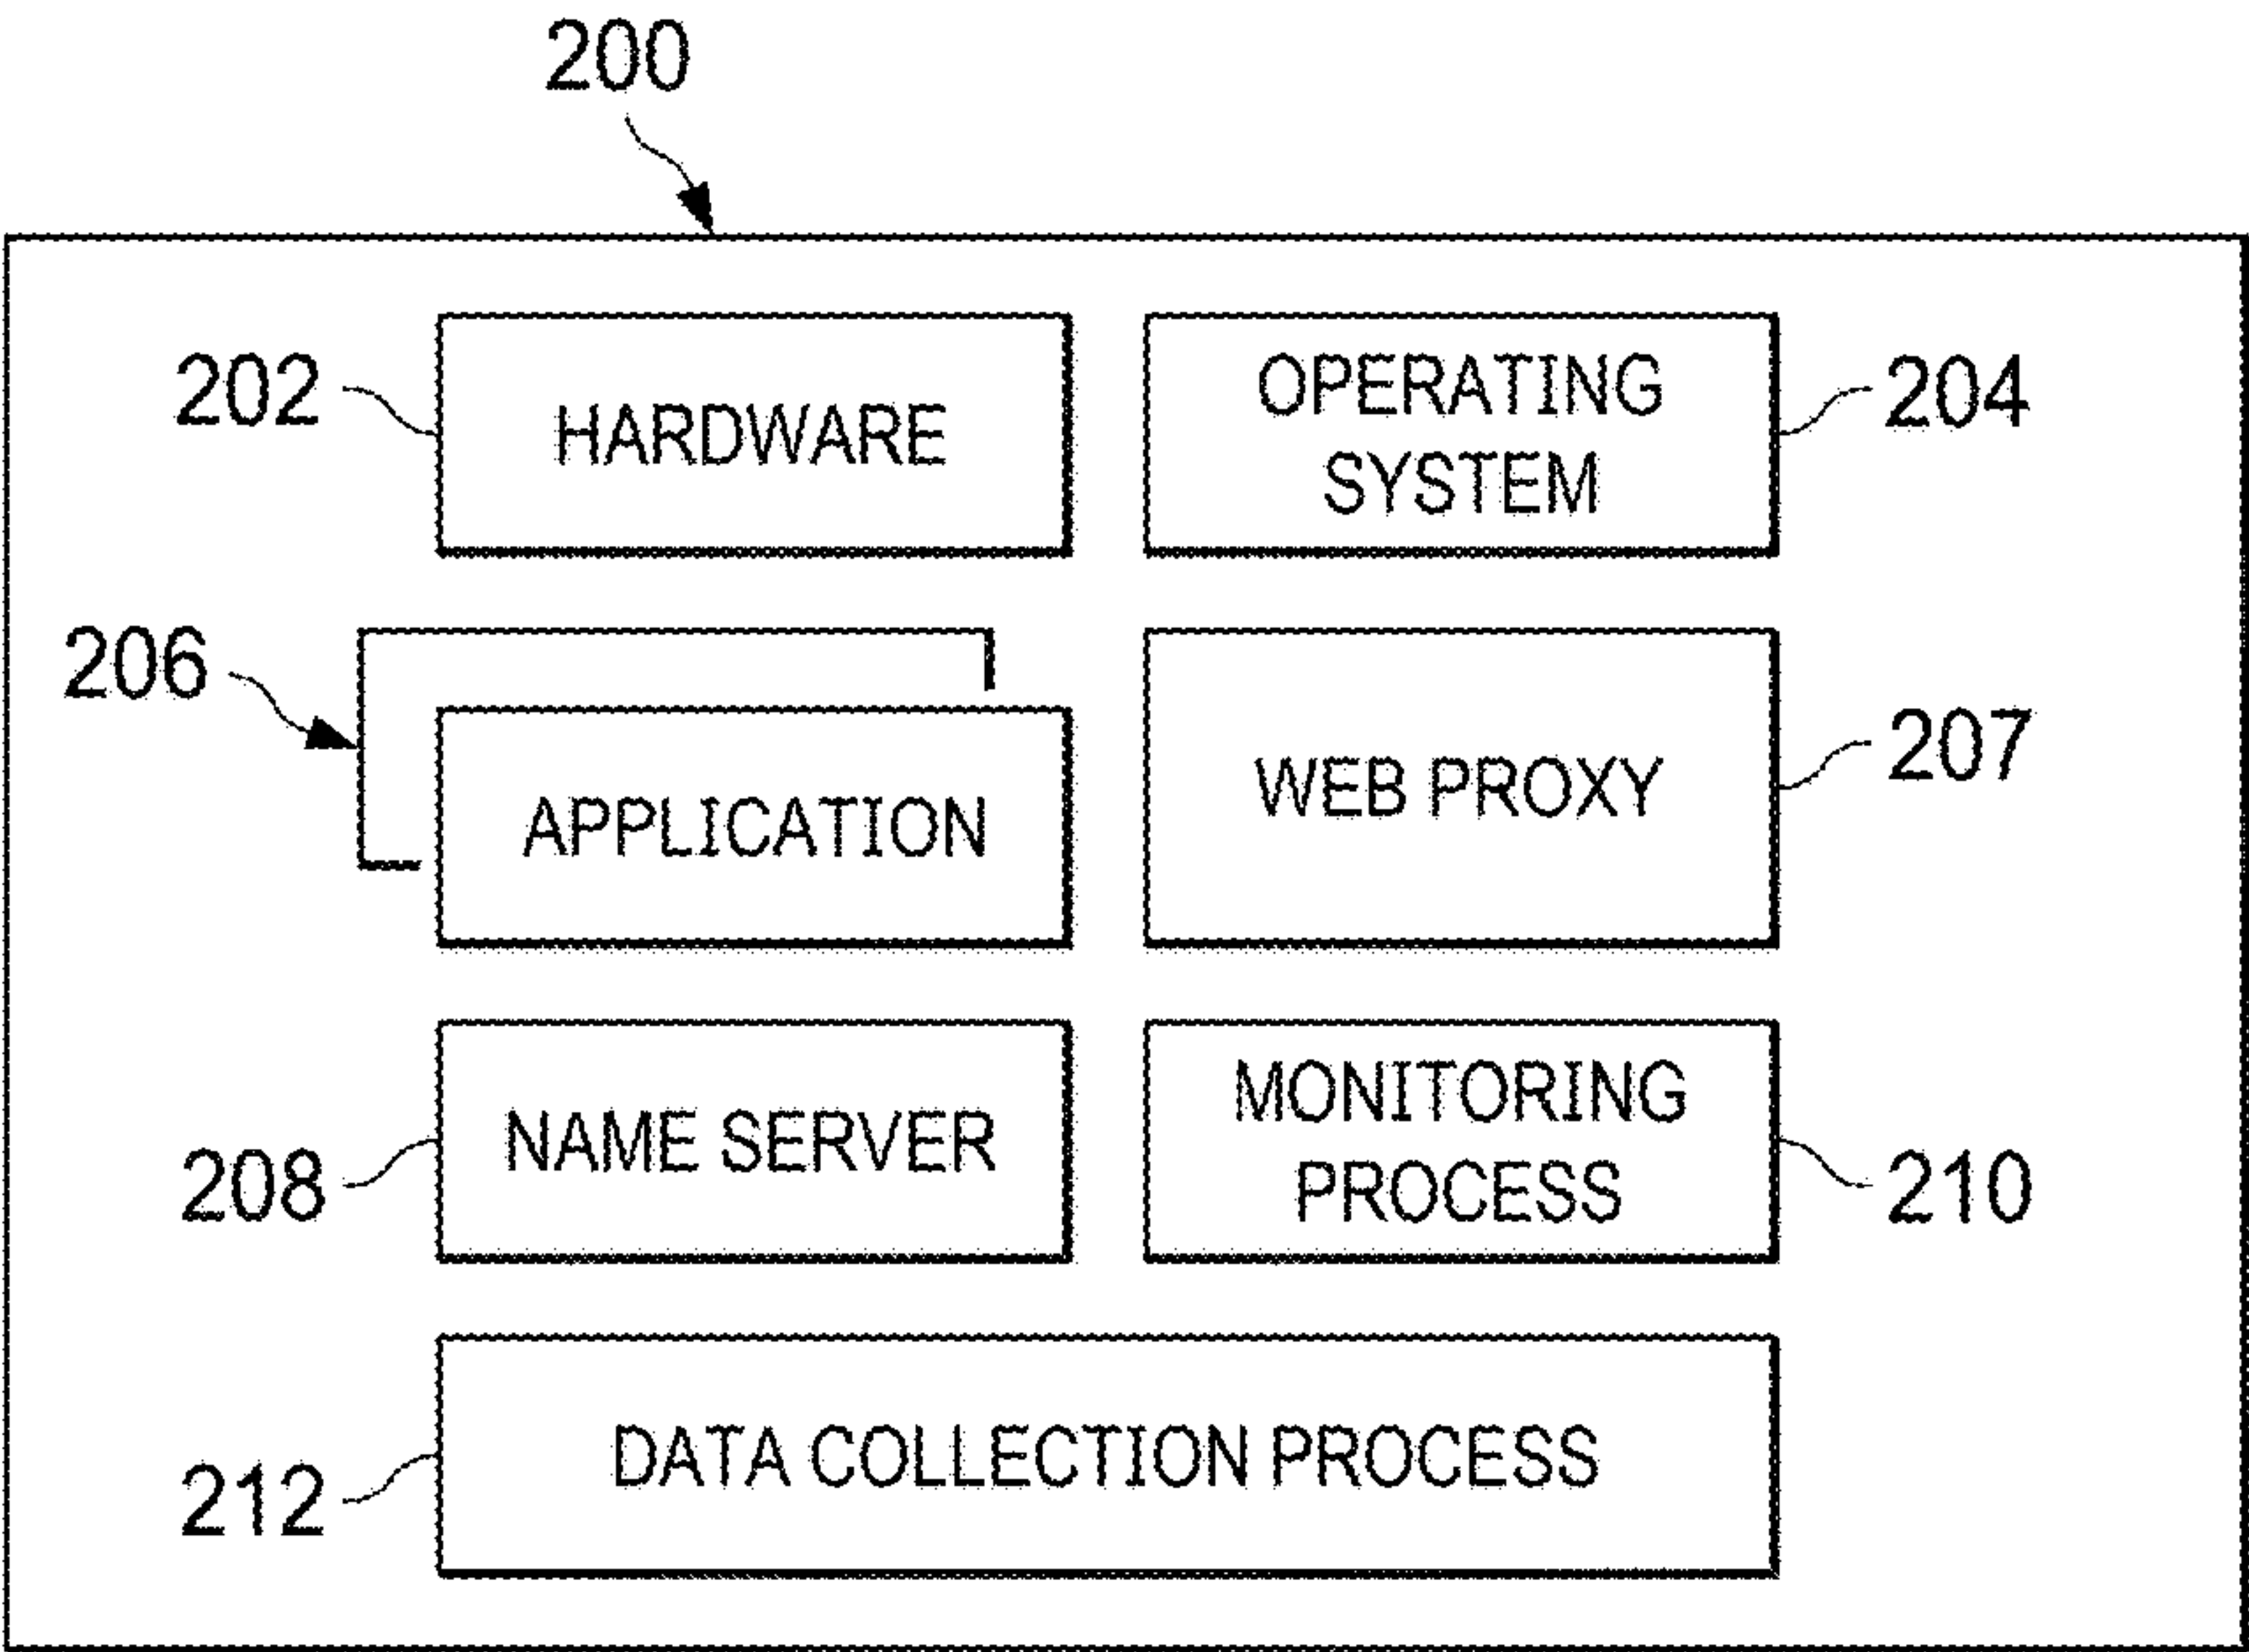 200
202
HARDWARE
OPERATING
SYSTEM
204
206
APPLICATION
WEB PROXY
207
208
NAME SERVER
MONITORING
PROCESS
210
212
DATA COLLECTION PROCESS